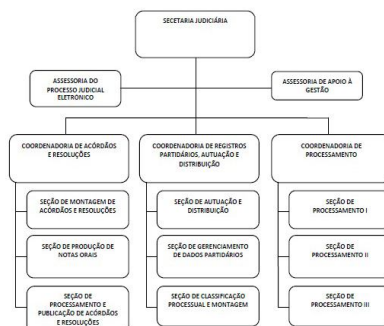 SECETARIA JUDICIÁRIA
ASSESSORIA DO
PROCESSO JUDICIAL
ELETRÔNICO
ASSESSORIA DE APOIO À
GESTÃO
COORDENADORIA DE ACÓRDÃOS
E RESOLUÇÕES
COORDENADORIA DE REGISTROS
PARTIDÁRIOS, AUTUAÇÃO E
DISTRIBUIÇÃO
COORDENADORIA DE
PROCESSAMENTO
SEÇÃO DE MONTAGEM DE
ACÓRDÃOS E RESOLUÇÕES
SEÇÃO DE AUTUAÇÃO E
DISTRIBUIÇÃO
SEÇÃO DE
PROCESSAMENTO I
SEÇÃO DE PRODUÇÃO DE
NOTAS ORAIS
SEÇÃO DE GERENCIAMENTO
DE DADOS PARTIDÁRIOS
SEÇÃO DE
PROCESSAMENTO II
SEÇÃO DE
PROCESSAMENTO E
PUBLICAÇÃO DE ACÓRDÃOS
E RESOLUÇÕES
SEÇÃO DE CLASSIFICAÇÃO
PROCESSUAL E MONTAGEM
SEÇÃO DE
PROCESSAMENTO III